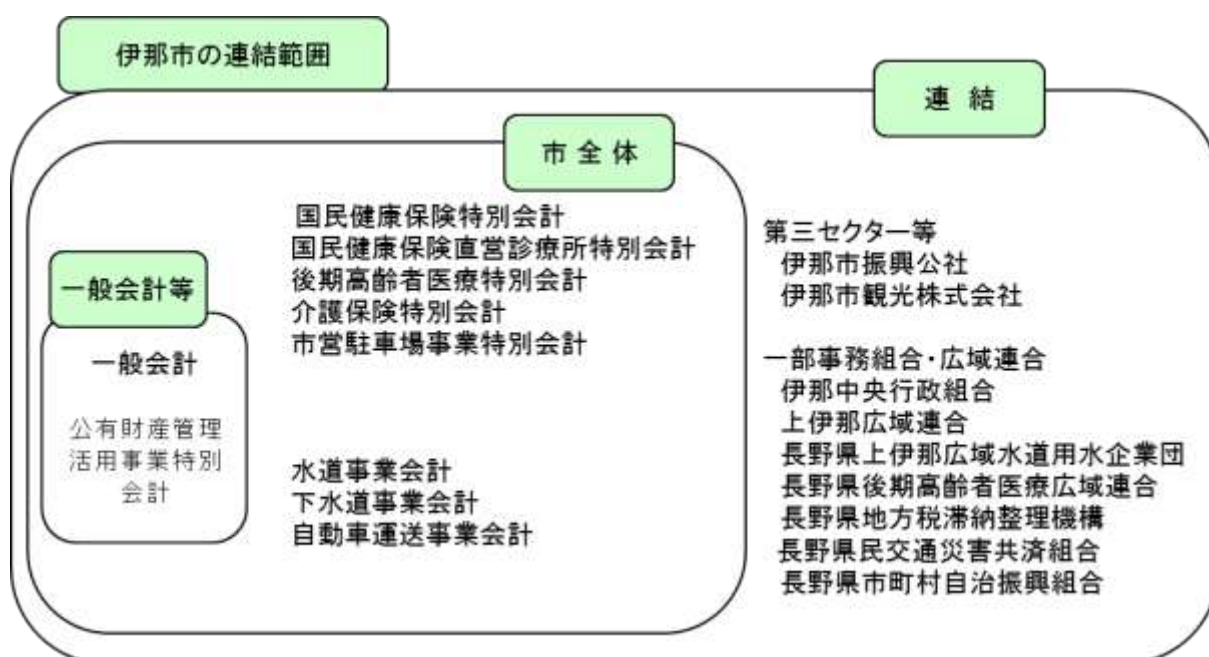 伊那市の連結範囲
連 結
市 全 体
国民健康保険特別会計
国民健康保険直営診療所特別会計
後期高齢者医療特別会計
介護保険特別会計
市営駐車場事業特別会計
水道事業会計
下水道事業会計
自動車運送事業会計
一般会計等
一般会計
公有財産管理
活用事業特別
会計
第三セクター等
伊那市振興公社
伊那市観光株式会社
一部事務組合・広域連合
伊那中央行政組合
上伊那広域連合
長野県上伊那広域水道用水企業団
長野県後期高齢者医療広域連合
長野県地方税滞納整理機構
長野県民交通災害共済組合
長野県市町村自治振興組合